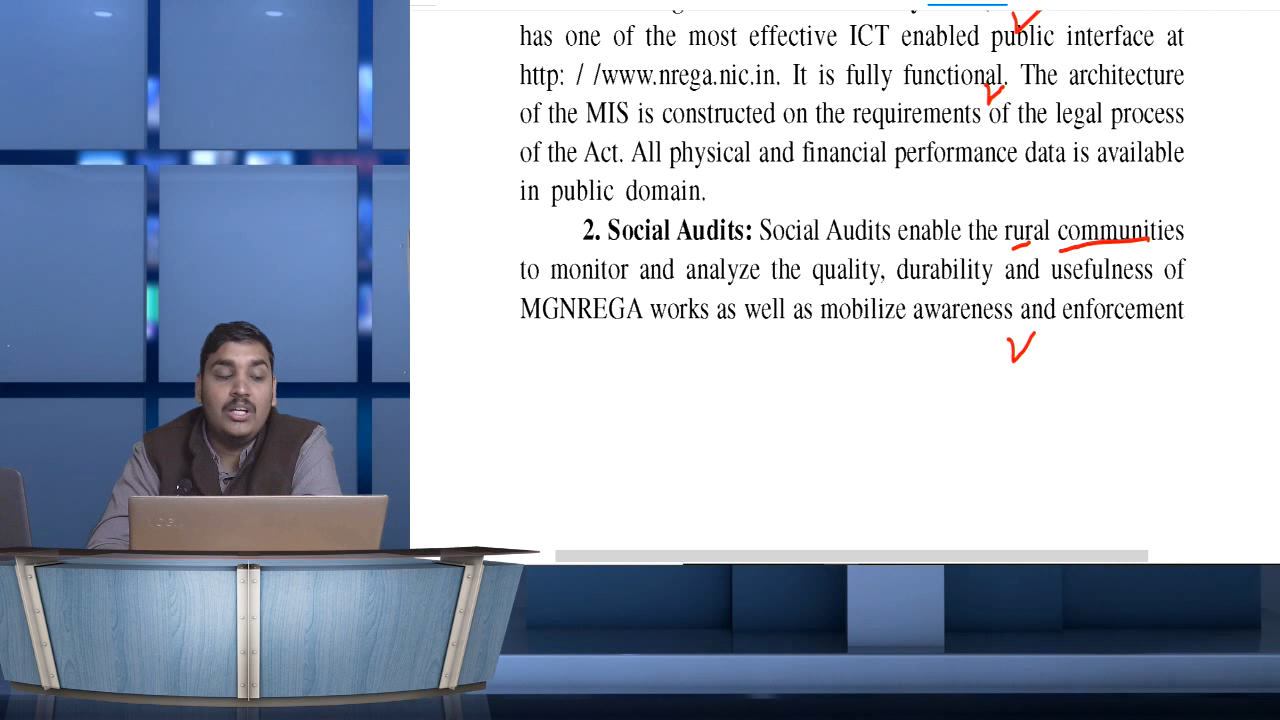 has one of the most effective ICT enabled public interface at
http: / /www.nrega.nic.in. It is fully functional. The architecture
of the MIS is constructed on the requirements of the legal process
of the Act. All physical and financial performance data is available
in public domain.
2. Social Audits: Social Audits enable the rural communities
to monitor and analyze the quality, durability and usefulness of
MGNREGA works as well as mobilize awareness and enforcement